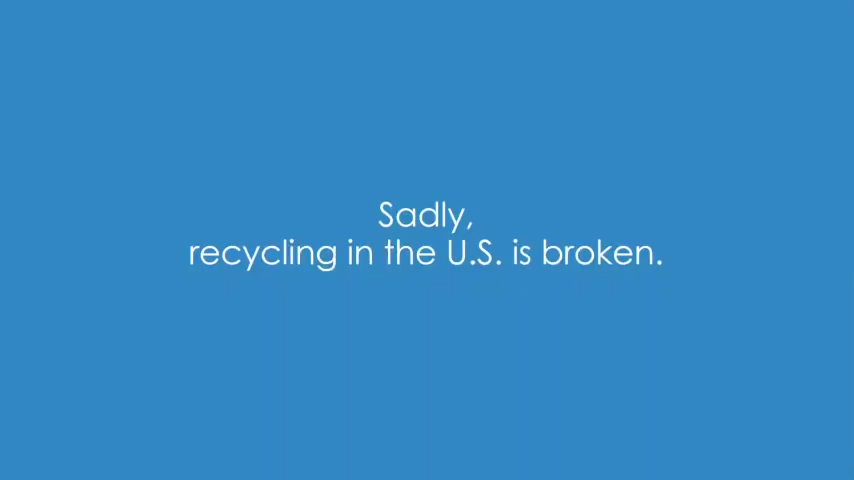 Sadly,
recycling in the U.S. is broken.